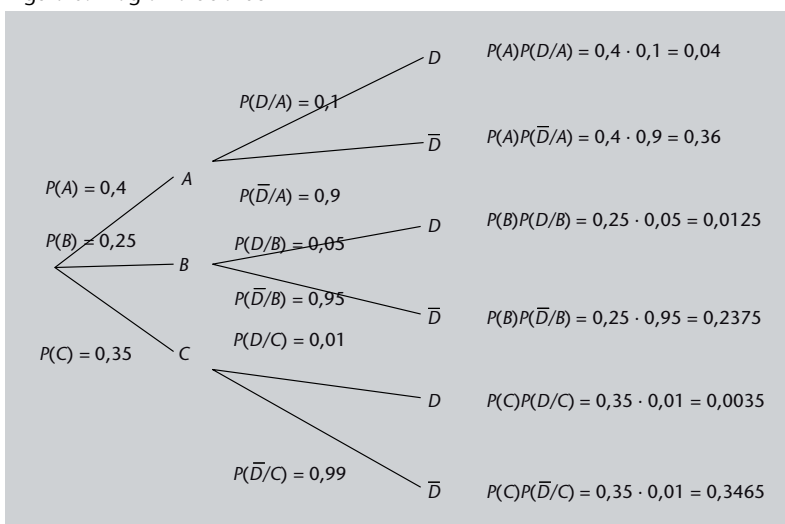 D P(A)P(D/A) = 0,4 · 0,1 = 0,04
P(D/A) = 0,1
D̅ P(A)P(D̅/A) = 0,4 · 0,9 = 0,36
P(A) = 0,4 A
P(D̅/A) = 0,9
D P(B)P(D/B) = 0,25 · 0,05 = 0,0125
P(B) = 0,25
P(D/B) = 0,05
B
P(D̅/B) = 0,95
D̅ P(B)P(D̅/B) = 0,25 · 0,95 = 0,2375
P(D/C) = 0,01
P(C) = 0,35 C
D P(C)P(D/C) = 0,35 · 0,01 = 0,0035
P(D̅/C) = 0,99
D̅ P(C)P(D̅/C) = 0,35 · 0,01 = 0,3465